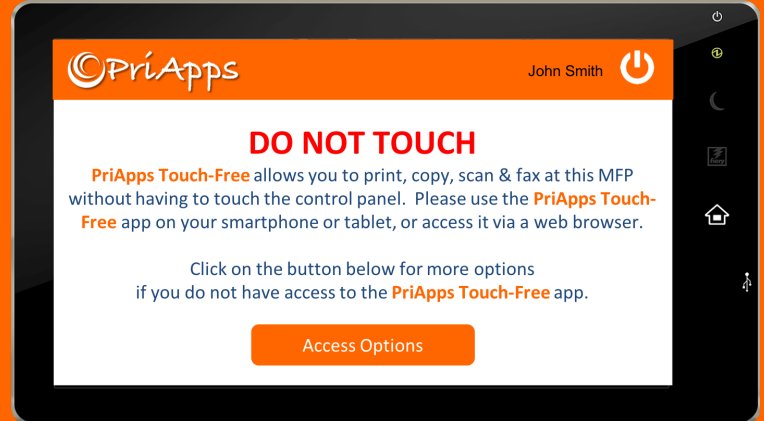 PriApps
John Smith
DO NOT TOUCH
PriApps Touch-Free allows you to print, copy, scan & fax at this MFP
without having to touch the control panel. Please use the PriApps Touch-
Free app on your smartphone or tablet, or access it via a web browser.
Click on the button below for more options
if you do not have access to the PriApps Touch-Free app.
Access Options
fiery